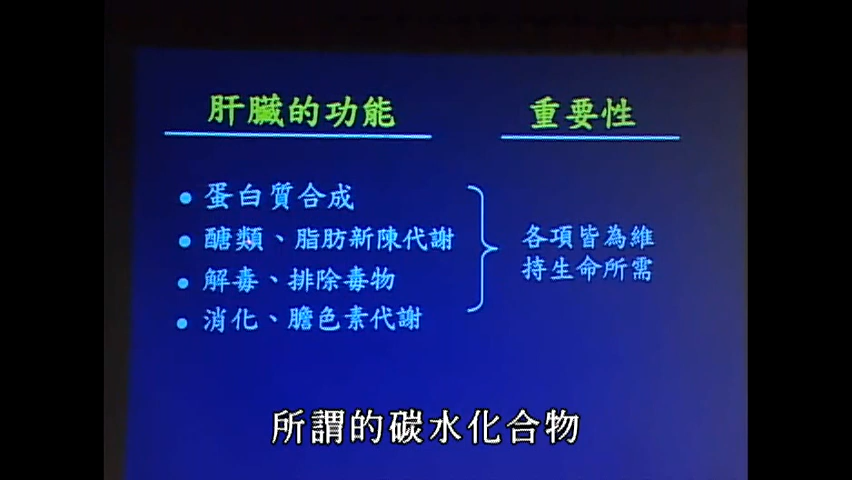 肝臟的功能
重要性
• 蛋白質合成
• 醣類、脂肪新陳代謝
• 解毒、排除毒物
• 消化、膽色素代謝
各項皆為維
持生命所需
所謂的碳水化合物